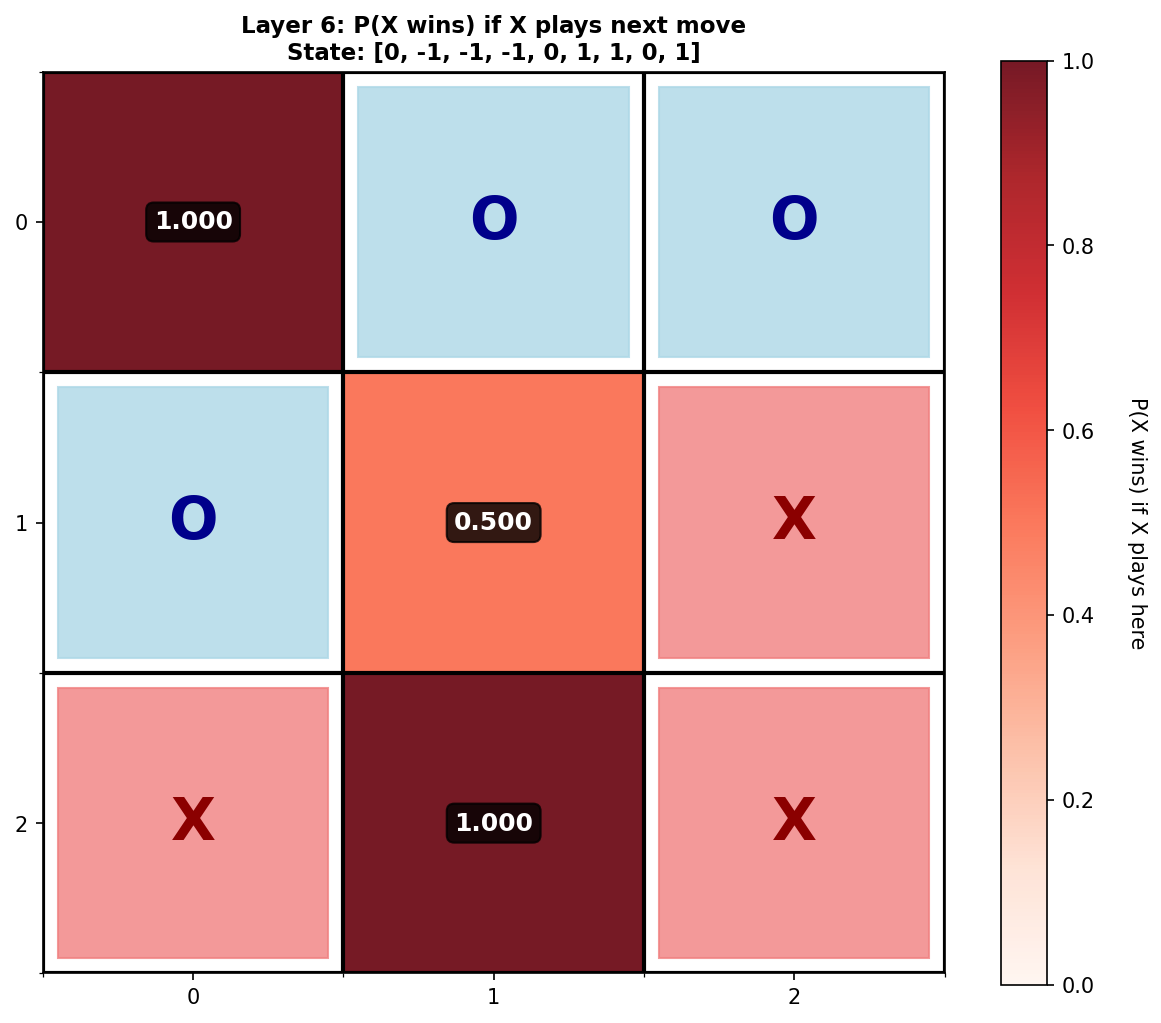 Layer 6: P(X wins) if X plays next move
State: [0, -1, -1, -1, 0, 1, 1, 0, 1]
1.000
O
O
O
0.500
X
X
1.000
X
0
1
2
0
1
2
1.0
0.8
0.6
0.4
0.2
0.0
P(X wins) if X plays here